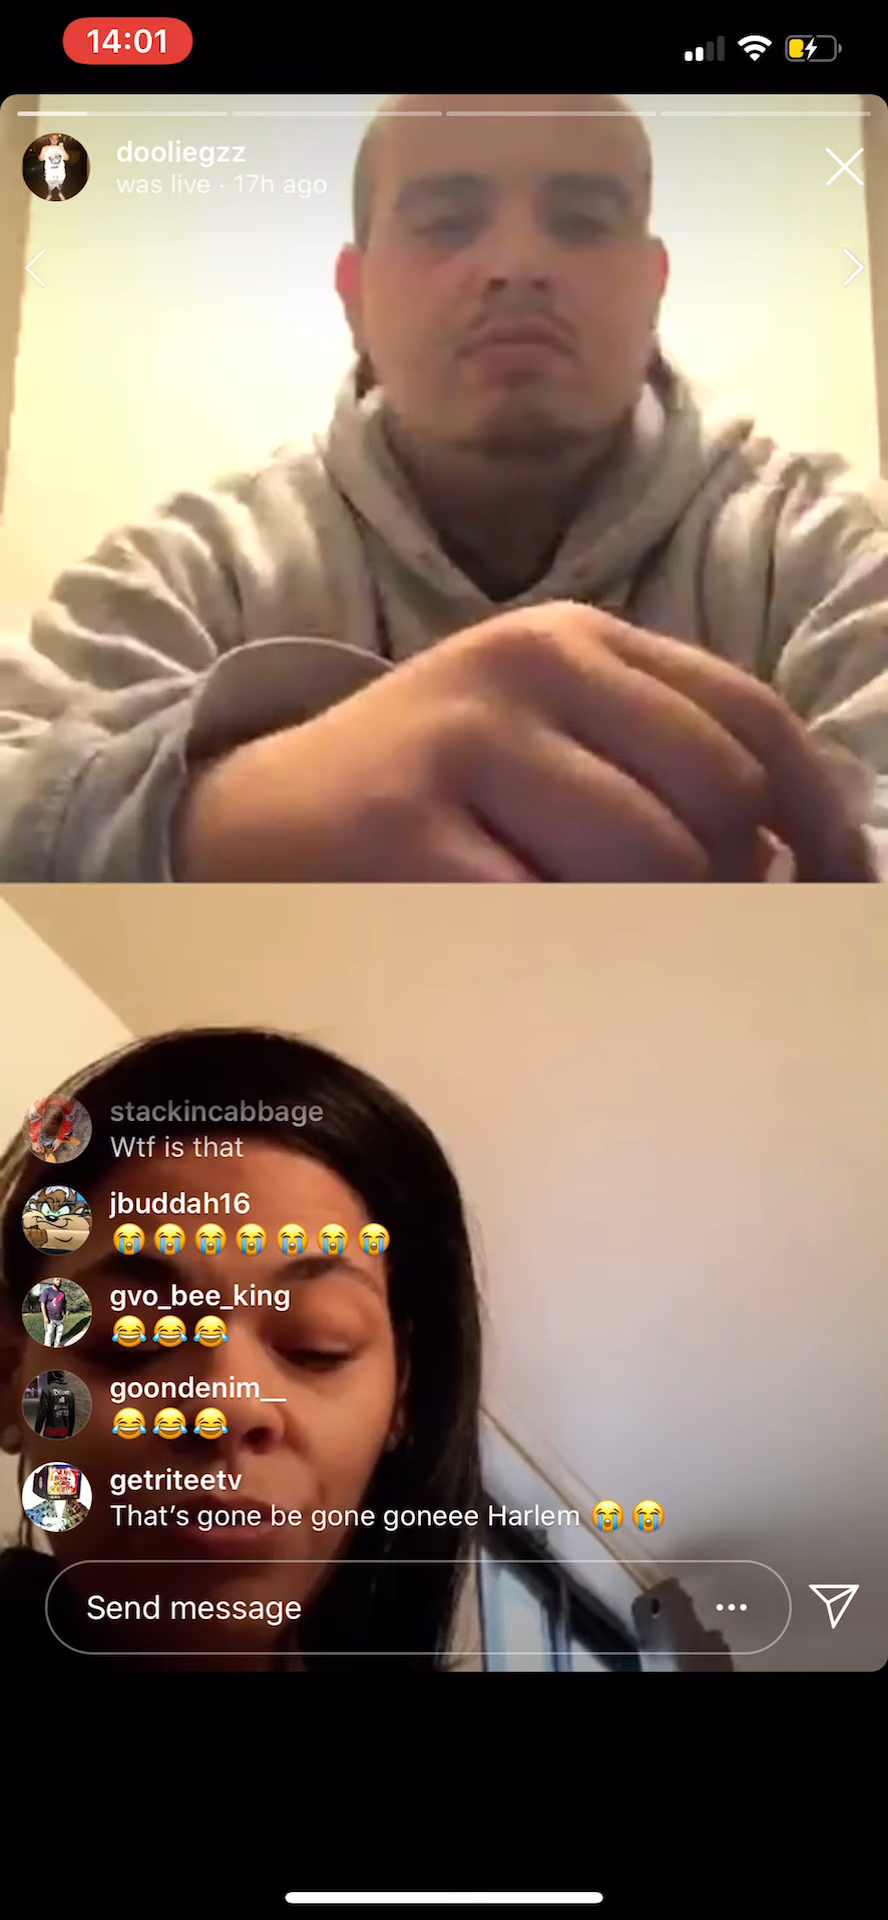 14:01
dooliegzz
was live · 17h ago
stackincabbage
Wtf is that
jbuddah16
😭😭😭😭😭😭😭
gvo_bee_king
😂😂😂
goondenim__
😂😂😂
getriteetv
That's gone be gone goneee Harlem 😭😭
Send message